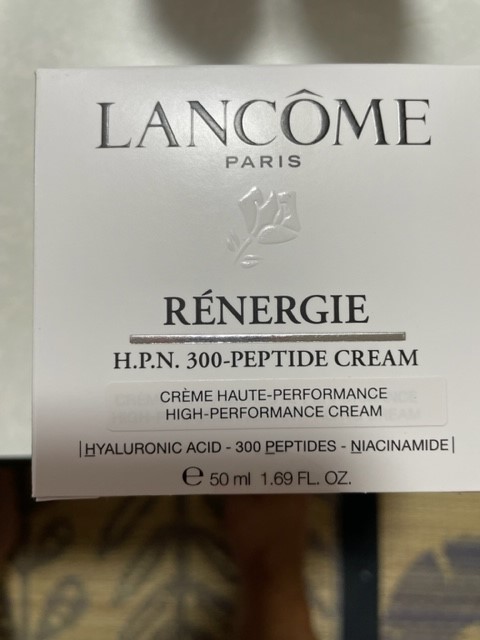 LANCÔME
PARIS
RÉNERGIE
H.P.N. 300-PEPTIDE CREAM
CRÈME HAUTE-PERFORMANCE
HIGH-PERFORMANCE CREAM
|HYALURONIC ACID - 300 PEPTIDES - NIACINAMIDE|
℮ 50 ml 1.69 FL. OZ.